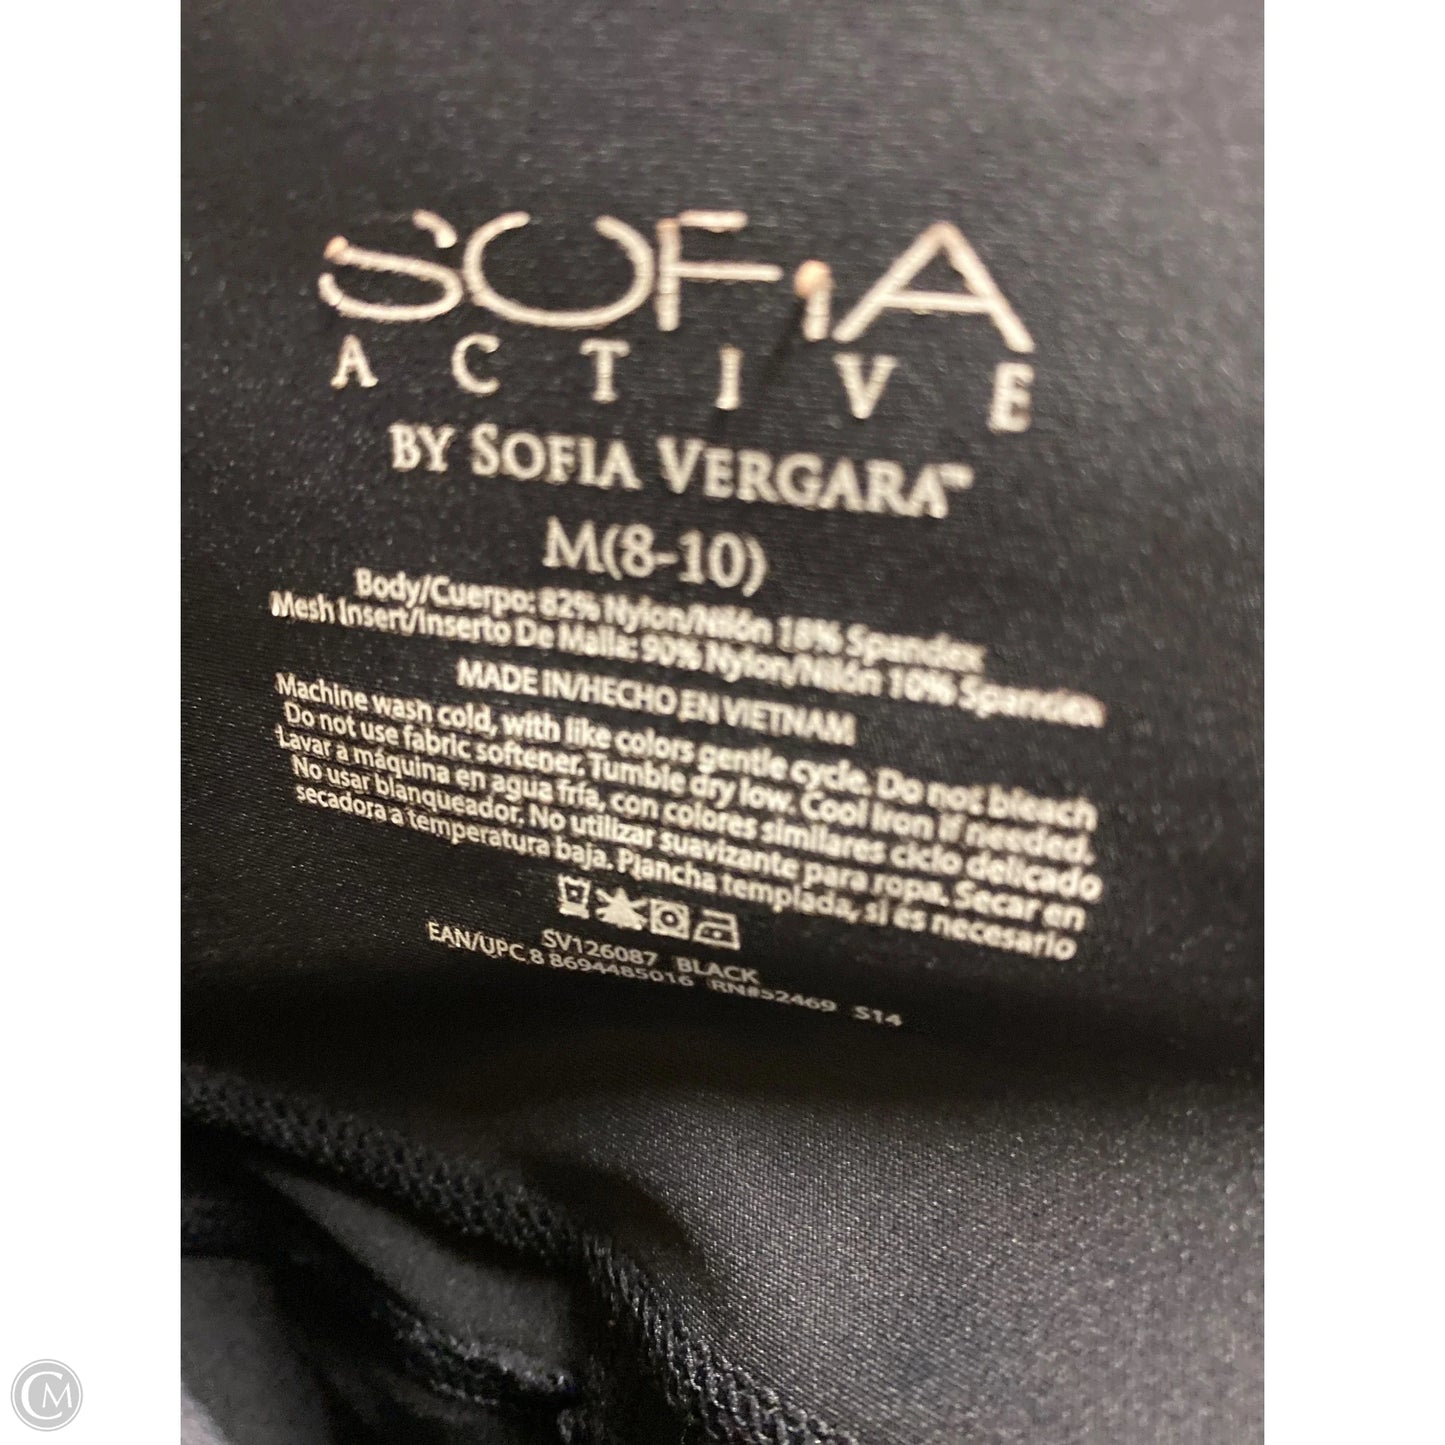 SOFiA
ACTIVE
BY SOFIA VERGARA™
M(8-10)
Body/Cuerpo: 82% Nylon/Nilón 18% Spandex
Mesh Insert/Inserto De Malla: 90% Nylon/Nilón 10% Spandex
MADE IN/HECHO EN VIETNAM
Machine wash cold, with like colors gentle cycle. Do not bleach
Do not use fabric softener. Tumble dry low. Cool iron if needed.
Lavar a máquina en agua fría, con colores similares ciclo delicado
No usar blanqueador. No utilizar suavizante para ropa. Secar en
secadora a temperatura baja. Plancha templada, si és necesario
SV126087 BLACK
EAN/UPC 8 8694485016 RN#52469 S14
CM